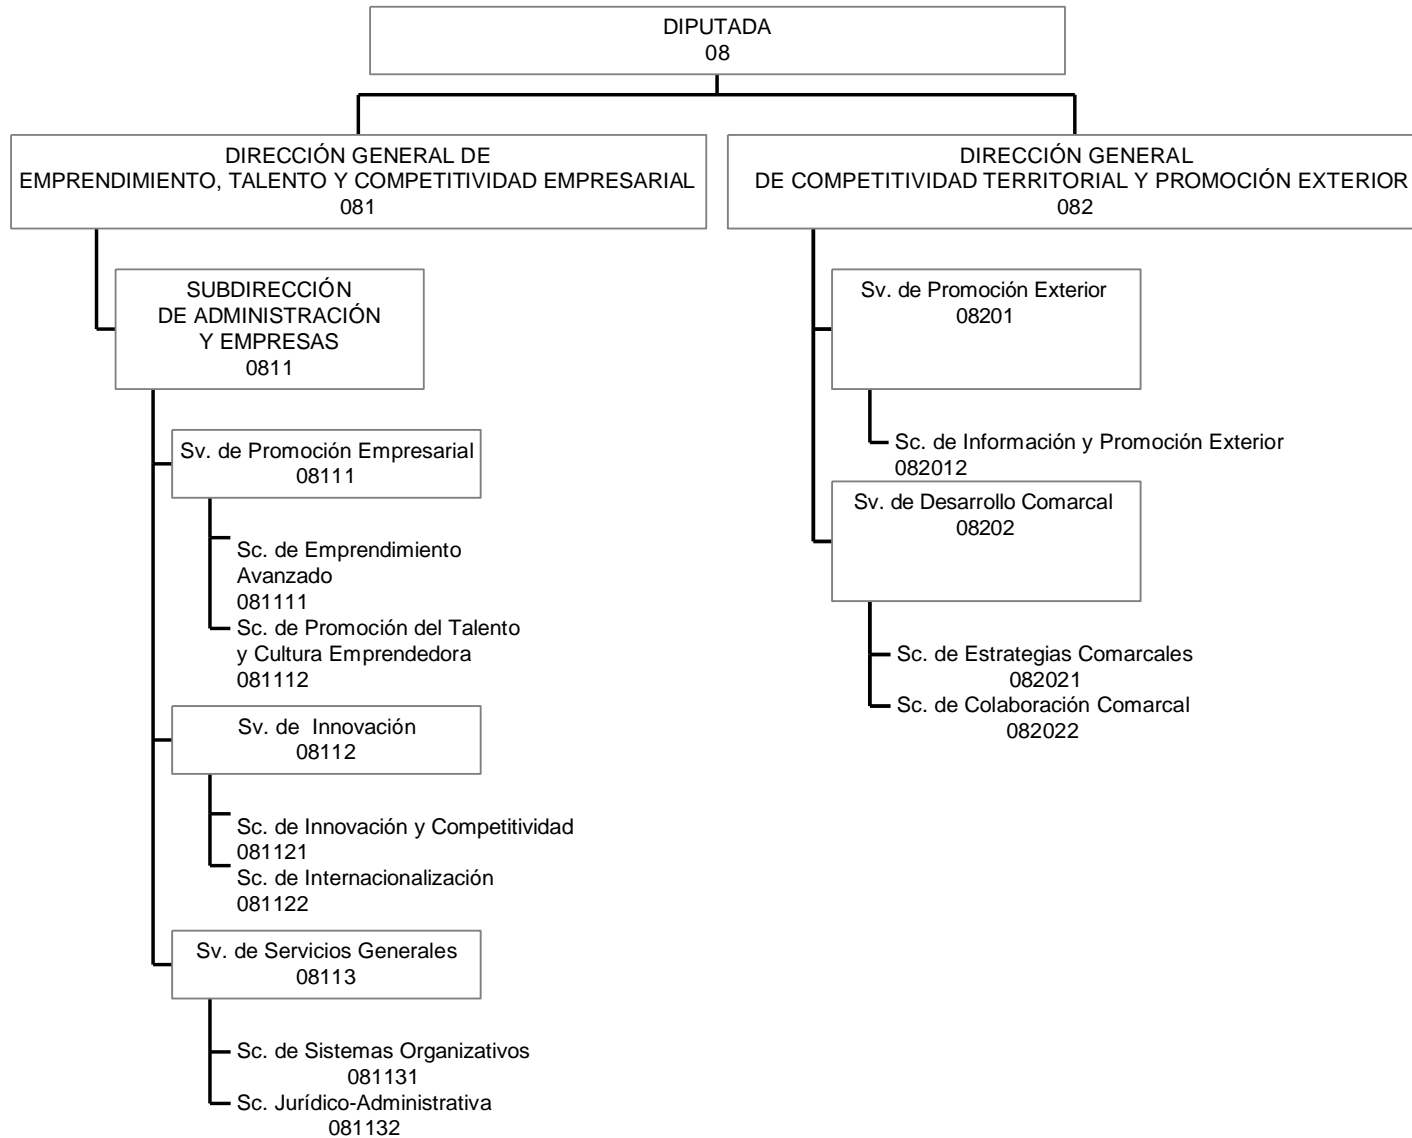 DIPUTADA
08
DIRECCIÓN GENERAL DE
EMPRENDIMIENTO, TALENTO Y COMPETITIVIDAD EMPRESARIAL
081
SUBDIRECCIÓN
DE ADMINISTRACIÓN
Y EMPRESAS
0811
Sv. de Promoción Empresarial
08111
Sc. de Emprendimiento
Avanzado
081111
Sc. de Promoción del Talento
y Cultura Emprendedora
081112
Sv. de  Innovación
08112
Sc. de Innovación y Competitividad
081121
Sc. de Internacionalización
081122
Sv. de Servicios Generales
08113
Sc. de Sistemas Organizativos
081131
Sc. Jurídico-Administrativa
081132
DIRECCIÓN GENERAL
DE COMPETITIVIDAD TERRITORIAL Y PROMOCIÓN EXTERIOR
082
Sv. de Promoción Exterior
08201
Sc. de Información y Promoción Exterior
082012
Sv. de Desarrollo Comarcal
08202
Sc. de Estrategias Comarcales
082021
Sc. de Colaboración Comarcal
082022